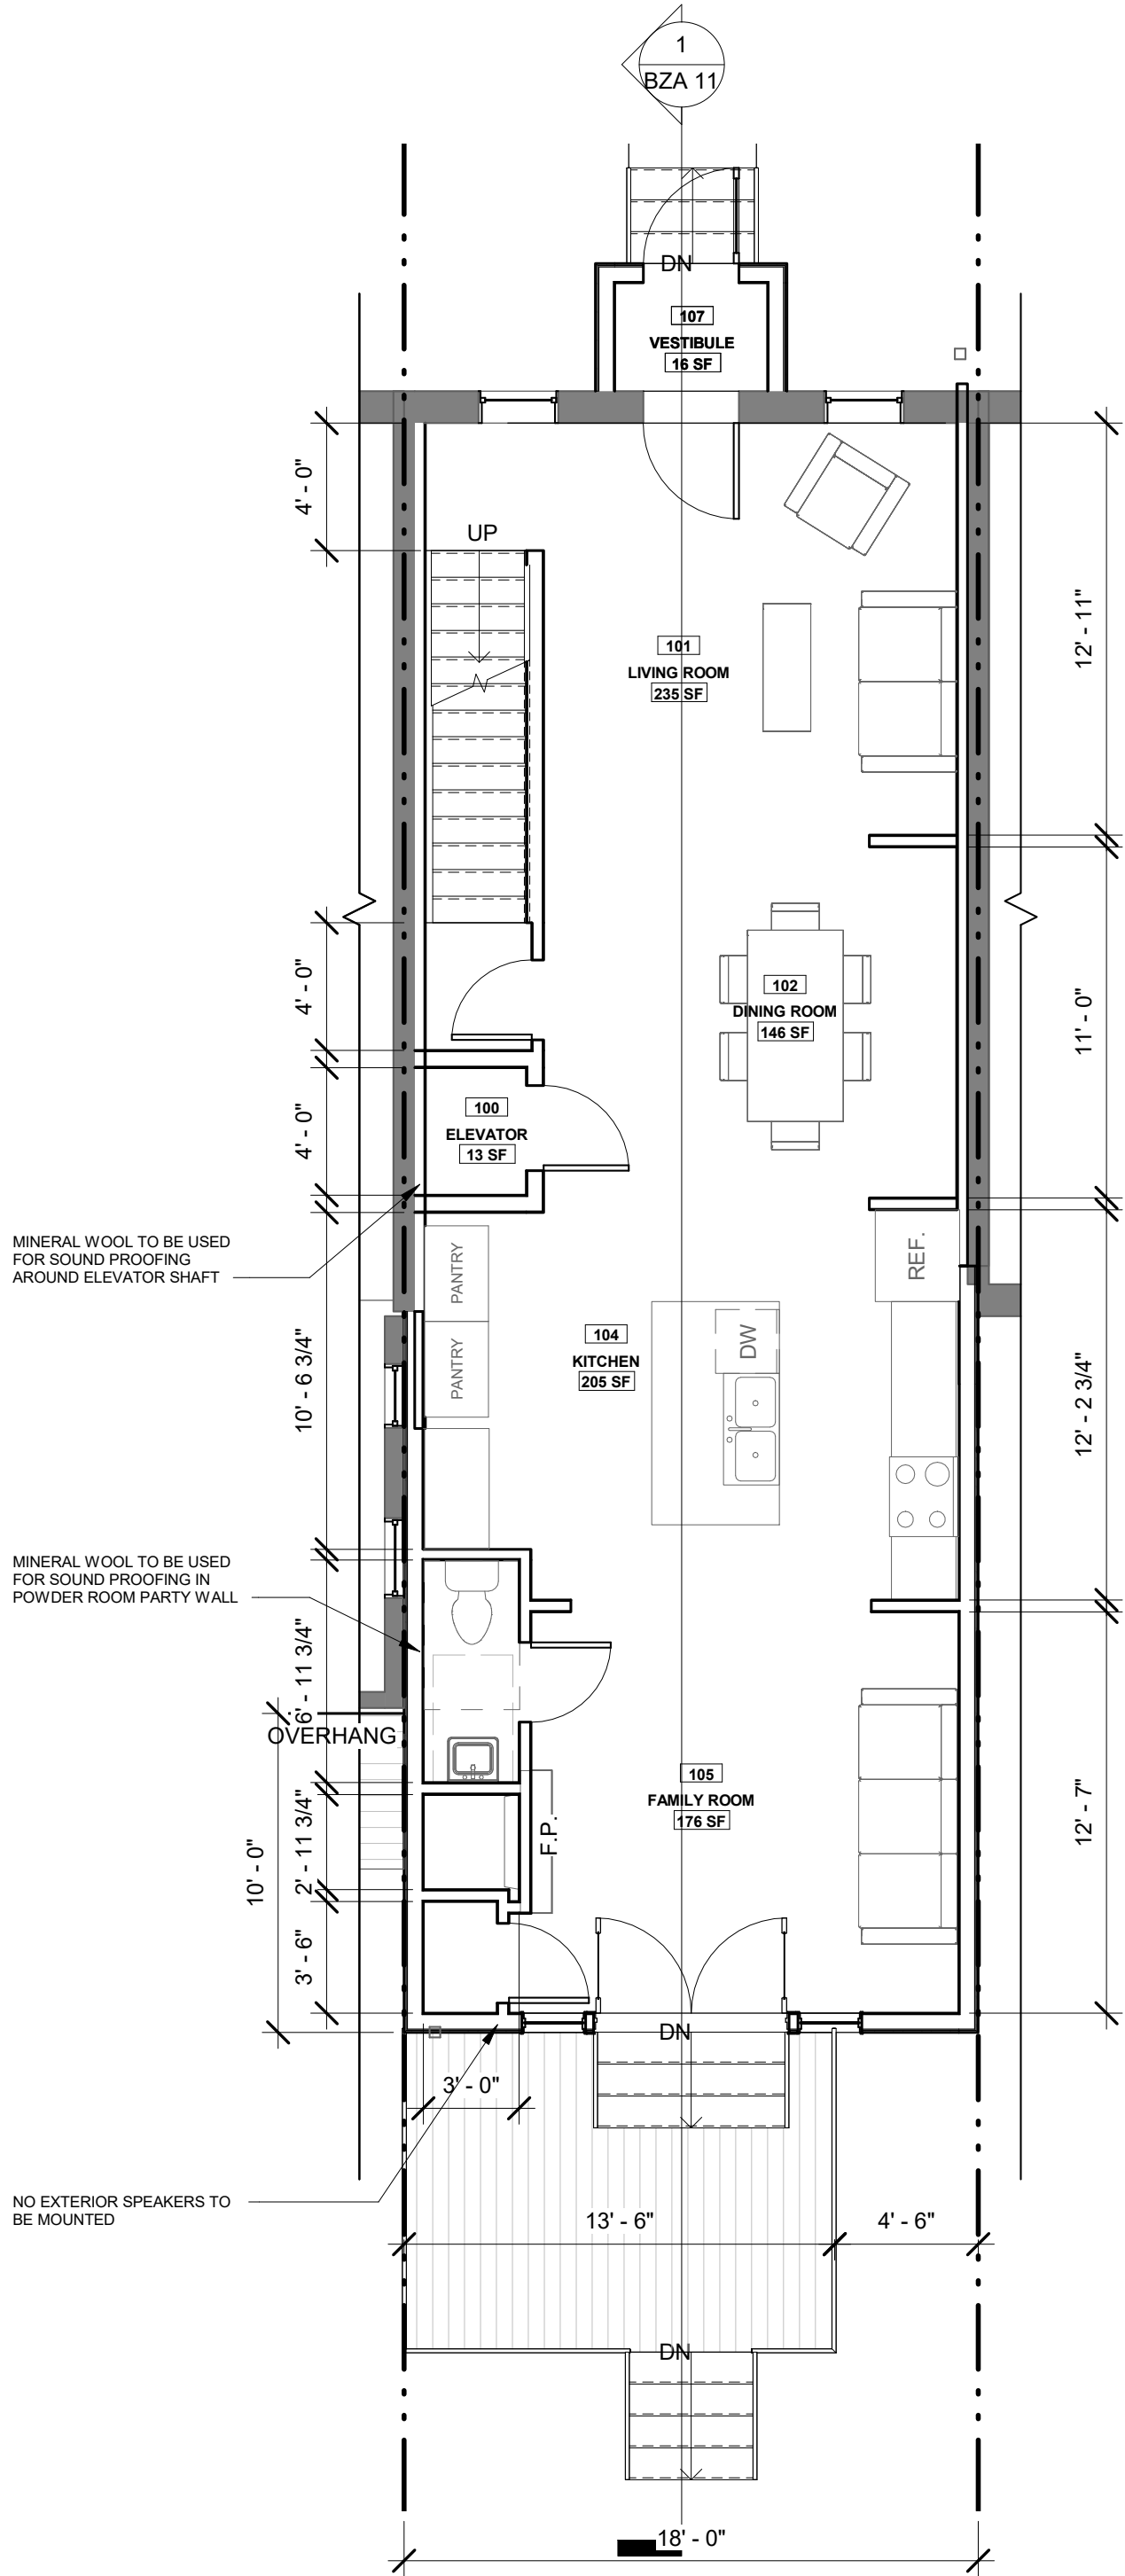 1
BZA 11
DN
107
VESTIBULE
16 SF
4' - 0"
UP
12' - 11"
101
LIVING ROOM
235 SF
102
DINING ROOM
146 SF
4' - 0"
11' - 0"
100
ELEVATOR
13 SF
4' - 0"
MINERAL WOOL TO BE USED
FOR SOUND PROOFING
AROUND ELEVATOR SHAFT
PANTRY
REF.
104
KITCHEN
205 SF
DW
PANTRY
10' - 6 3/4"
12' - 2 3/4"
MINERAL WOOL TO BE USED
FOR SOUND PROOFING IN
POWDER ROOM PARTY WALL
6' - 11 3/4"
OVERHANG
105
FAMILY ROOM
176 SF
F.P.
12' - 7"
10' - 0"
2' - 11 3/4"
3' - 6"
DN
3' - 0"
NO EXTERIOR SPEAKERS TO
BE MOUNTED
13' - 6"
4' - 6"
DN
18' - 0"